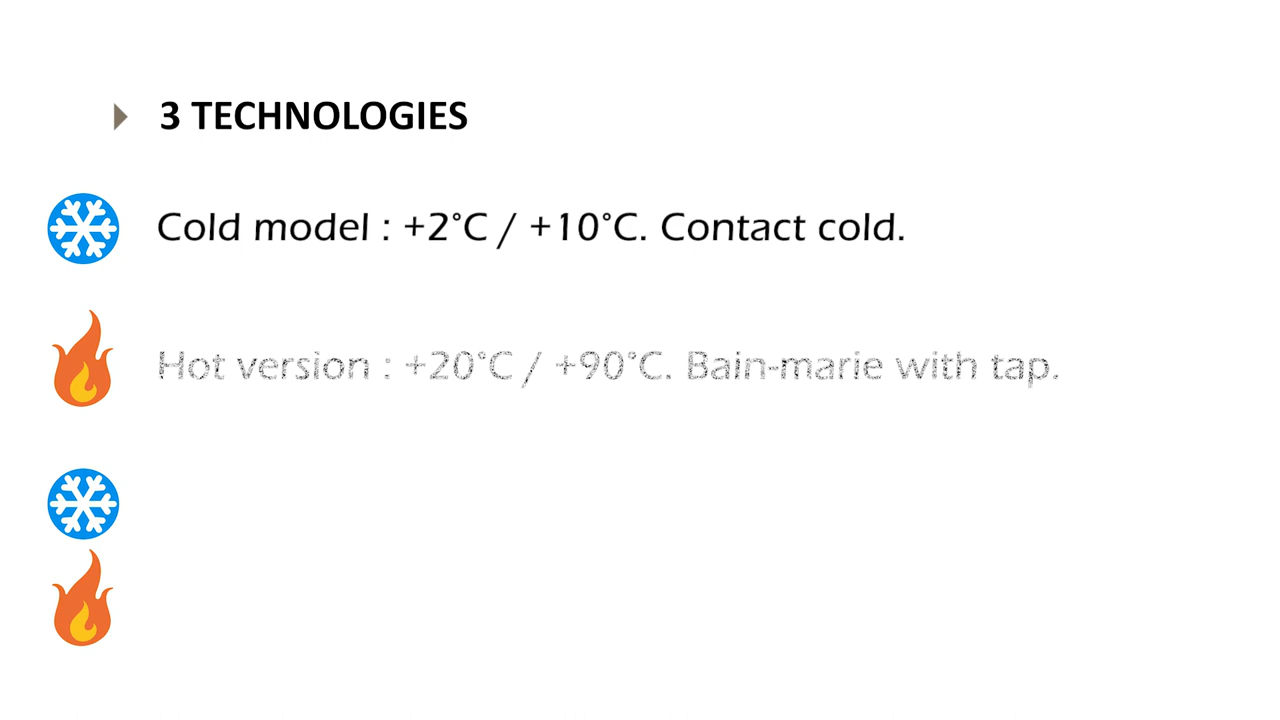 3 TECHNOLOGIES
Cold model : +2°C / +10°C. Contact cold.
Hot version : +20°C / +90°C. Bain-marie with tap.